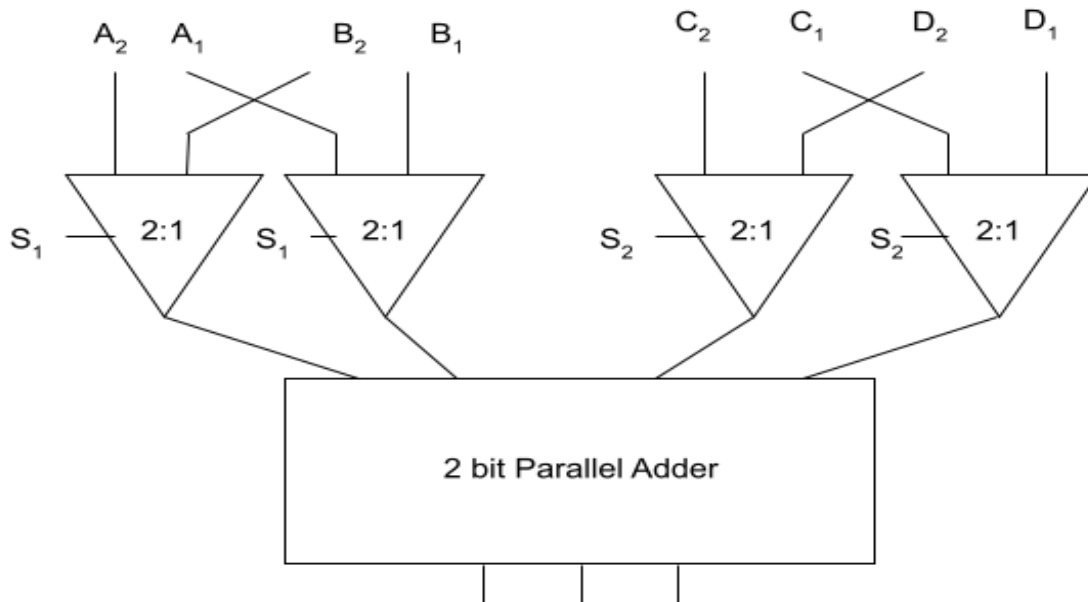 A₂ A₁ B₂ B₁ C₂ C₁ D₂ D₁
S₁ 2:1 S₁ 2:1 S₂ 2:1 S₂ 2:1
2 bit Parallel Adder